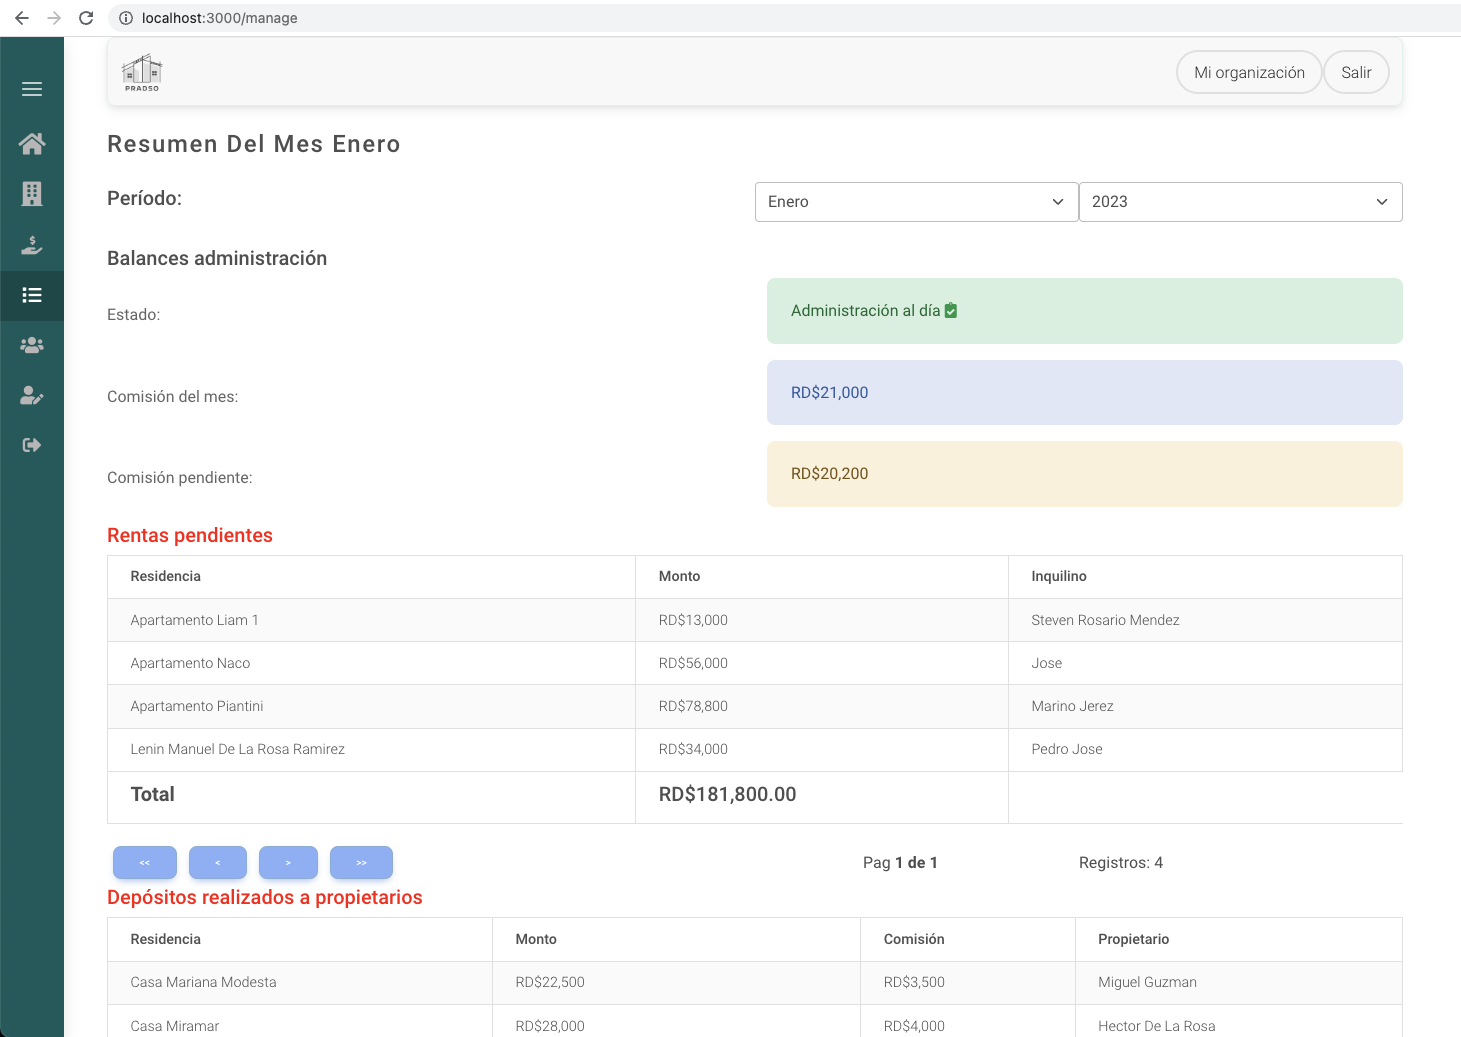 localhost:3000/manage
PRADSO
Mi organización Salir
Resumen Del Mes Enero
Período: Enero 2023
Balances administración
Estado: Administración al día
Comisión del mes: RD$21,000
Comisión pendiente: RD$20,200
Rentas pendientes
Residencia Monto Inquilino
Apartamento Liam 1 RD$13,000 Steven Rosario Mendez
Apartamento Naco RD$56,000 Jose
Apartamento Piantini RD$78,800 Marino Jerez
Lenin Manuel De La Rosa Ramirez RD$34,000 Pedro Jose
Total RD$181,800.00
<< < > >> Pag 1 de 1 Registros: 4
Depósitos realizados a propietarios
Residencia Monto Comisión Propietario
Casa Mariana Modesta RD$22,500 RD$3,500 Miguel Guzman
Casa Miramar RD$28,000 RD$4,000 Hector De La Rosa